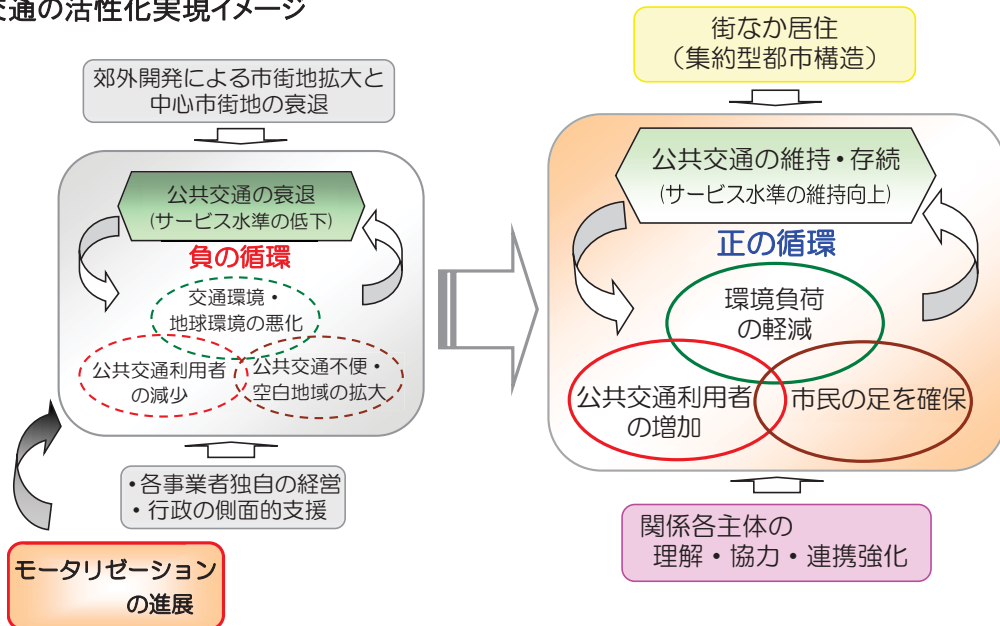 交通の活性化実現イメージ
郊外開発による市街地拡大と
中心市街地の衰退
公共交通の衰退
(サービス水準の低下)
負の循環
交通環境・
地球環境の悪化
公共交通利用者
の減少
公共交通不便・
空白地域の拡大
・各事業者独自の経営
・行政の側面的支援
モータリゼーション
の進展
街なか居住
（集約型都市構造）
公共交通の維持・存続
(サービス水準の維持向上)
正の循環
環境負荷
の軽減
公共交通利用者
の増加
市民の足を確保
関係各主体の
理解・協力・連携強化